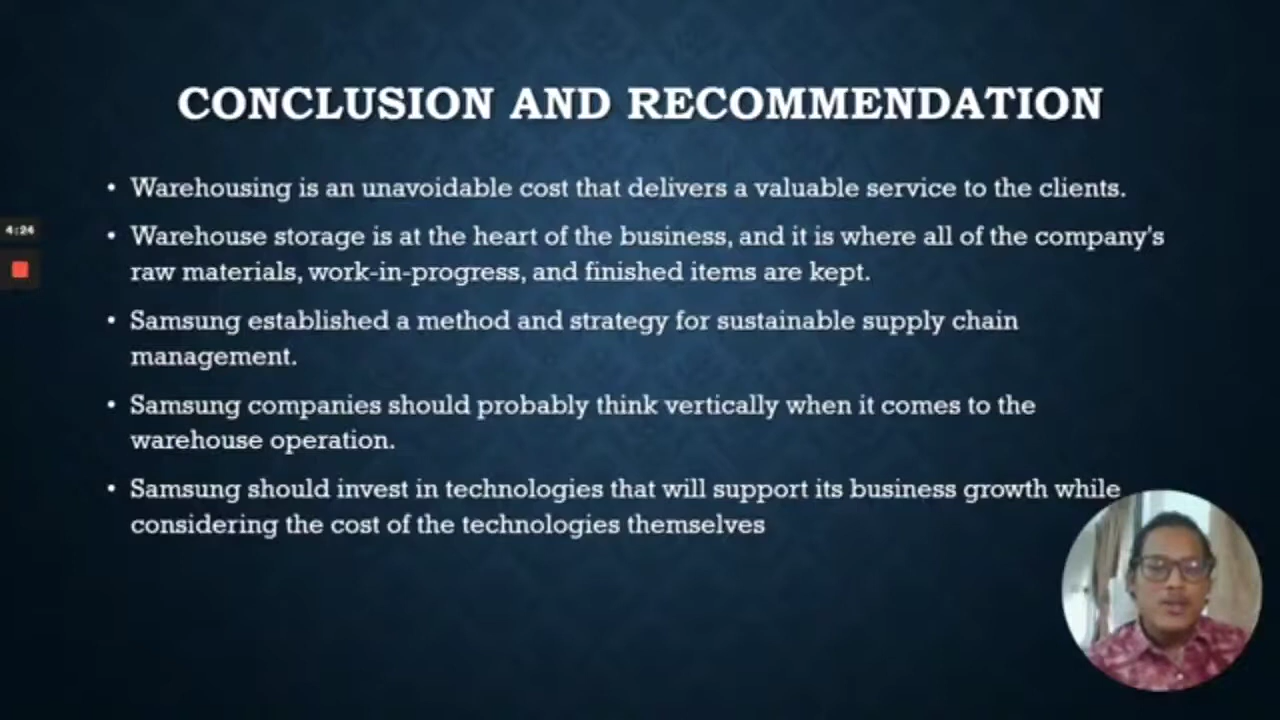 CONCLUSION AND RECOMMENDATION
• Warehousing is an unavoidable cost that delivers a valuable service to the clients.
• Warehouse storage is at the heart of the business, and it is where all of the company's
raw materials, work-in-progress, and finished items are kept.
4:24
• Samsung established a method and strategy for sustainable supply chain
management.
• Samsung companies should probably think vertically when it comes to the
warehouse operation.
• Samsung should invest in technologies that will support its business growth while
considering the cost of the technologies themselves